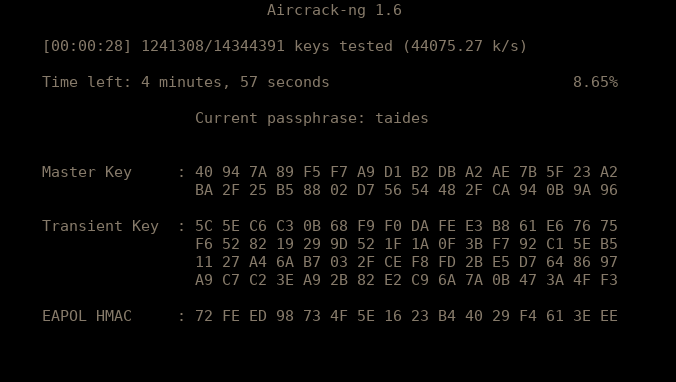 Aircrack-ng 1.6
[00:00:28] 1241308/14344391 keys tested (44075.27 k/s)
Time left: 4 minutes, 57 seconds 8.65%
Current passphrase: taides
Master Key : 40 94 7A 89 F5 F7 A9 D1 B2 DB A2 AE 7B 5F 23 A2
BA 2F 25 B5 88 02 D7 56 54 48 2F CA 94 0B 9A 96
Transient Key : 5C 5E C6 C3 0B 68 F9 F0 DA FE E3 B8 61 E6 76 75
F6 52 82 19 29 9D 52 1F 1A 0F 3B F7 92 C1 5E B5
11 27 A4 6A B7 03 2F CE F8 FD 2B E5 D7 64 86 97
A9 C7 C2 3E A9 2B 82 E2 C9 6A 7A 0B 47 3A 4F F3
EAPOL HMAC : 72 FE ED 98 73 4F 5E 16 23 B4 40 29 F4 61 3E EE